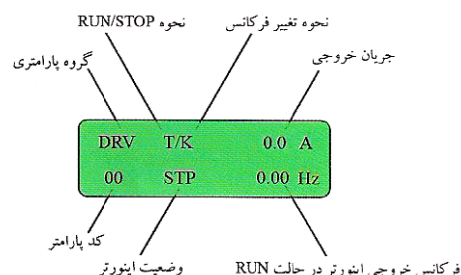 نحوه RUN/STOP
نحوه تغییر فرکانس
جریان خروجی
گروه پارامتری
DRV T/K 0.0 A
00 STP 0.00 Hz
کد پارامتر
وضعیت اینورتر
فرکانس خروجی اینورتر در حالت RUN